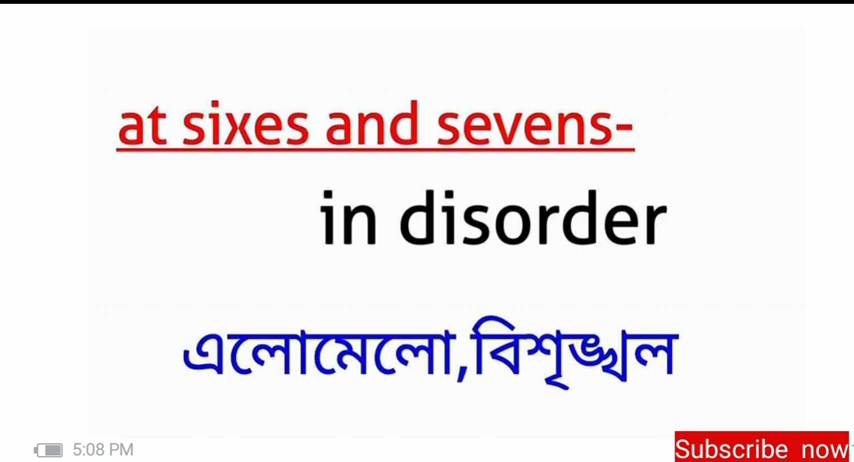 at sixes and sevens-
in disorder
এলোমেলো,বিশৃঙ্খল
5:08 PM
Subscribe now